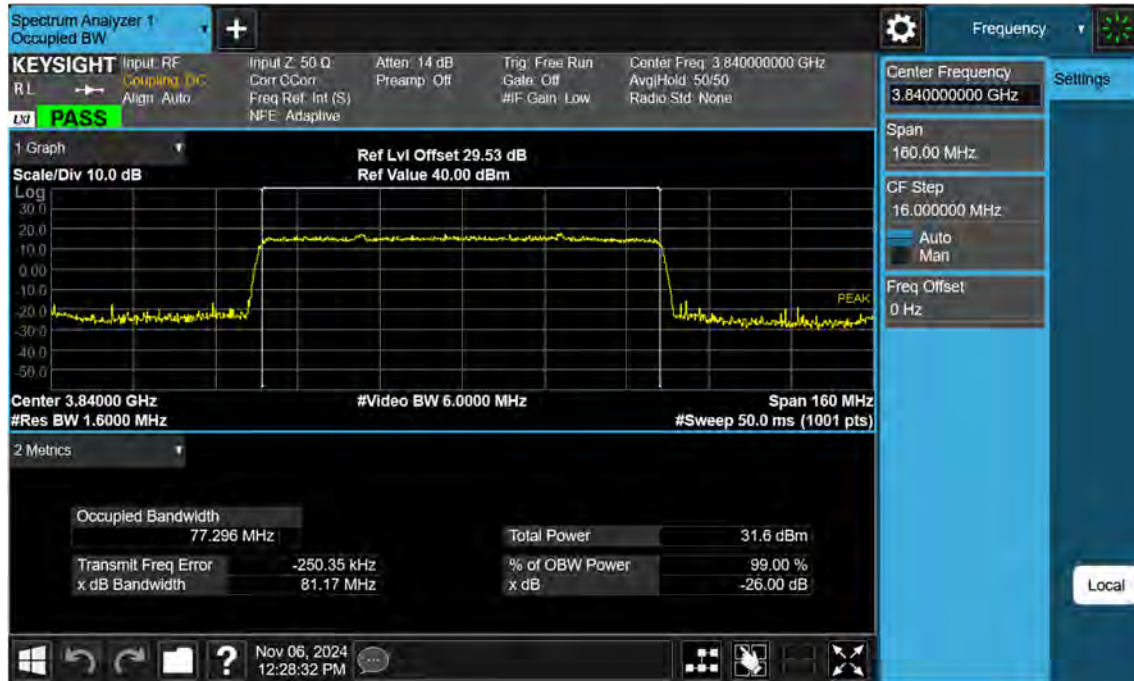 Spectrum Analyzer 1
Occupied BW
Frequency
KEYSIGHT
RL
LXI
PASS
Input: RF
Coupling: DC
Align: Auto
Input Z: 50 Ω
Corr CCorr
Freq Ref: Int (S)
NFE: Adaptive
Atten: 14 dB
Preamp: Off
Trig: Free Run
Gate: Off
#IF Gain: Low
Center Freq: 3.840000000 GHz
Avg|Hold: 50/50
Radio Std: None
1 Graph
Scale/Div 10.0 dB
Ref Lvl Offset 29.53 dB
Ref Value 40.00 dBm
Log
30.0
20.0
10.0
0.00
-10.0
-20.0
-30.0
-40.0
-50.0
PEAK
Center 3.84000 GHz
#Video BW 6.0000 MHz
Span 160 MHz
#Res BW 1.6000 MHz
#Sweep 50.0 ms (1001 pts)
2 Metrics
Occupied Bandwidth
77.296 MHz
Total Power 31.6 dBm
Transmit Freq Error -250.35 kHz
% of OBW Power 99.00 %
x dB Bandwidth 81.17 MHz
x dB -26.00 dB
Center Frequency
3.840000000 GHz
Settings
Span
160.00 MHz
CF Step
16.000000 MHz
Auto
Man
Freq Offset
0 Hz
Local
?
Nov 06, 2024
12:28:32 PM